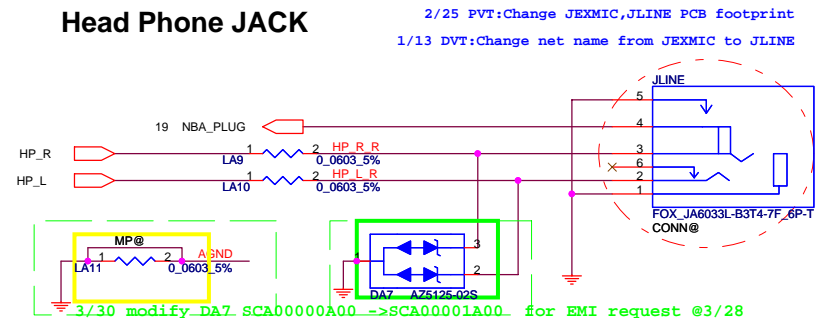 Head Phone JACK
2/25 PVT:Change JEXMIC,JLINE PCB footprint
1/13 DVT:Change net name from JEXMIC to JLINE
JLINE
5
19 NBA_PLUG
4
HP_R
1
2
HP_R_R
3
LA9
0_0603_5%
6
HP_L
1
2
HP_L_R
2
LA10
0_0603_5%
1
FOX_JA6033L-B3T4-7F_6P-T
CONN@
MP@
1
2
AGND
LA11
0_0603_5%
1
3
2
DA7 AZ5125-02S
3/30 modify DA7 SCA00000A00 ->SCA00001A00 for EMI request @3/28